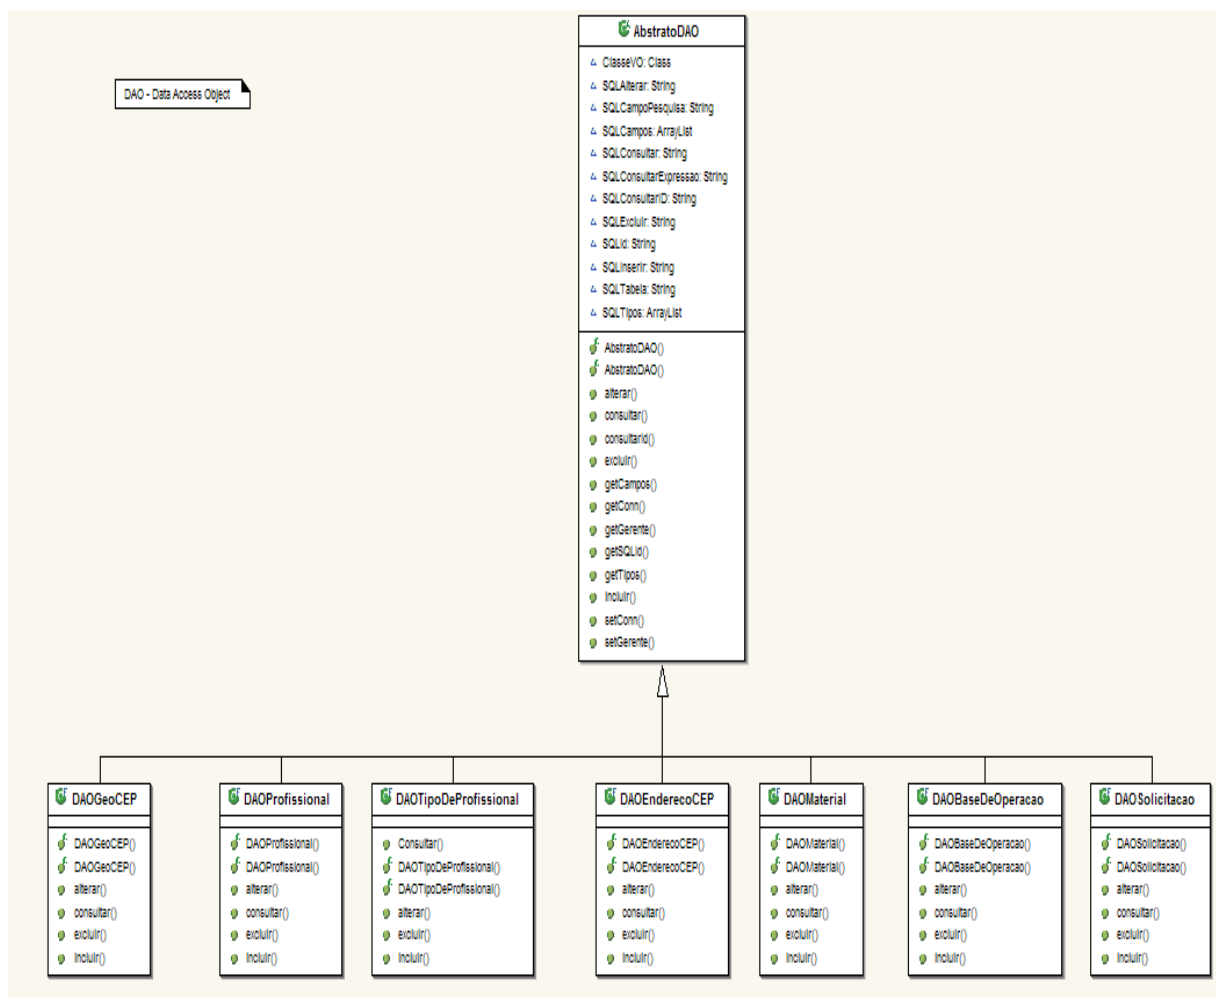 AbstratoDAO
DAO - Data Access Object
ClasseVO: Class
SQLAlterar: String
SQLCampoPesquisa: String
SQLCampos: ArrayList
SQLConsultar: String
SQLConsultarExpressao: String
SQLConsultarID: String
SQLExcluir: String
SQLId: String
SQLInserir: String
SQLTabela: String
SQLTipos: ArrayList
AbstratoDAO()
AbstratoDAO()
alterar()
consultar()
consultarId()
excluir()
getCampos()
getConn()
getGerente()
getSQLId()
getTipos()
incluir()
setConn()
setGerente()
DAOGeoCEP
DAOGeoCEP()
DAOGeoCEP()
alterar()
consultar()
excluir()
incluir()
DAOProfissional
DAOProfissional()
DAOProfissional()
alterar()
consultar()
excluir()
incluir()
DAOTipoDeProfissional
Consultar()
DAOTipoDeProfissional()
DAOTipoDeProfissional()
alterar()
excluir()
incluir()
DAOEnderecoCEP
DAOEnderecoCEP()
DAOEnderecoCEP()
alterar()
consultar()
excluir()
incluir()
DAOMaterial
DAOMaterial()
DAOMaterial()
alterar()
consultar()
excluir()
incluir()
DAOBaseDeOperacao
DAOBaseDeOperacao()
DAOBaseDeOperacao()
alterar()
consultar()
excluir()
incluir()
DAOSolicitacao
DAOSolicitacao()
DAOSolicitacao()
alterar()
consultar()
excluir()
incluir()